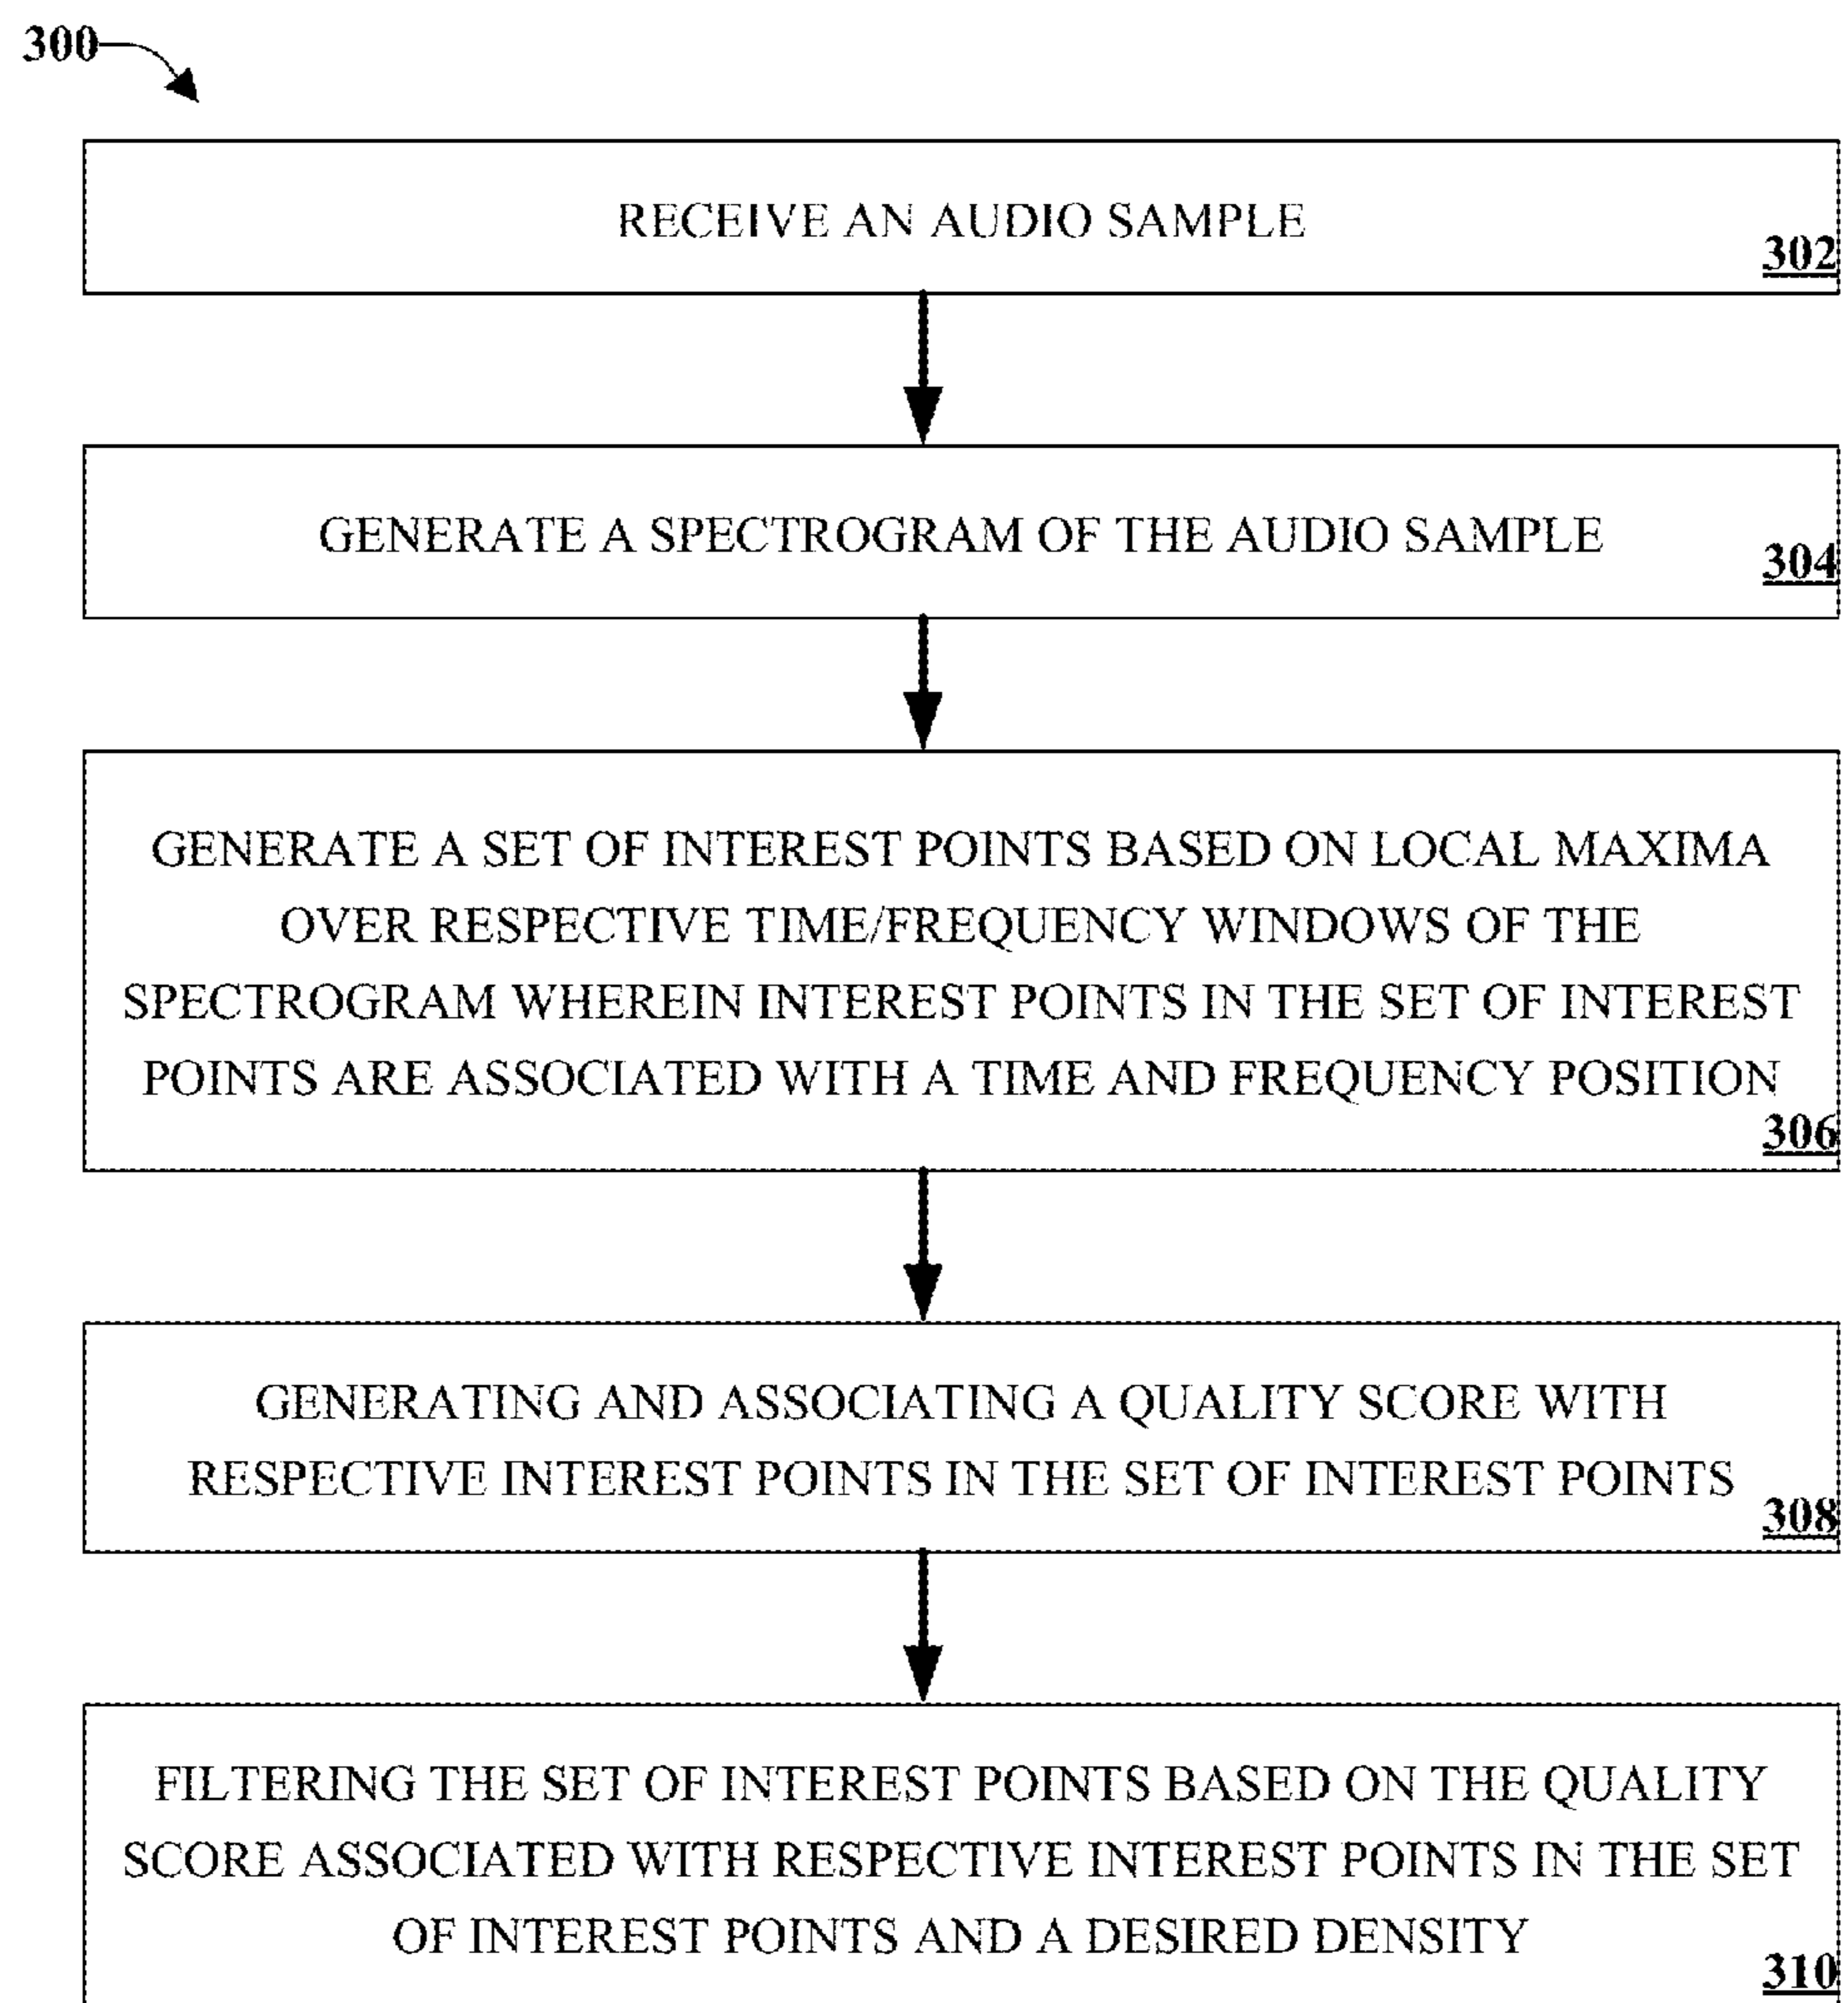 300
RECEIVE AN AUDIO SAMPLE
302
GENERATE A SPECTROGRAM OF THE AUDIO SAMPLE
304
GENERATE A SET OF INTEREST POINTS BASED ON LOCAL MAXIMA
OVER RESPECTIVE TIME/FREQUENCY WINDOWS OF THE
SPECTROGRAM WHEREIN INTEREST POINTS IN THE SET OF INTEREST
POINTS ARE ASSOCIATED WITH A TIME AND FREQUENCY POSITION
306
GENERATING AND ASSOCIATING A QUALITY SCORE WITH
RESPECTIVE INTEREST POINTS IN THE SET OF INTEREST POINTS
308
FILTERING THE SET OF INTEREST POINTS BASED ON THE QUALITY
SCORE ASSOCIATED WITH RESPECTIVE INTEREST POINTS IN THE SET
OF INTEREST POINTS AND A DESIRED DENSITY
310